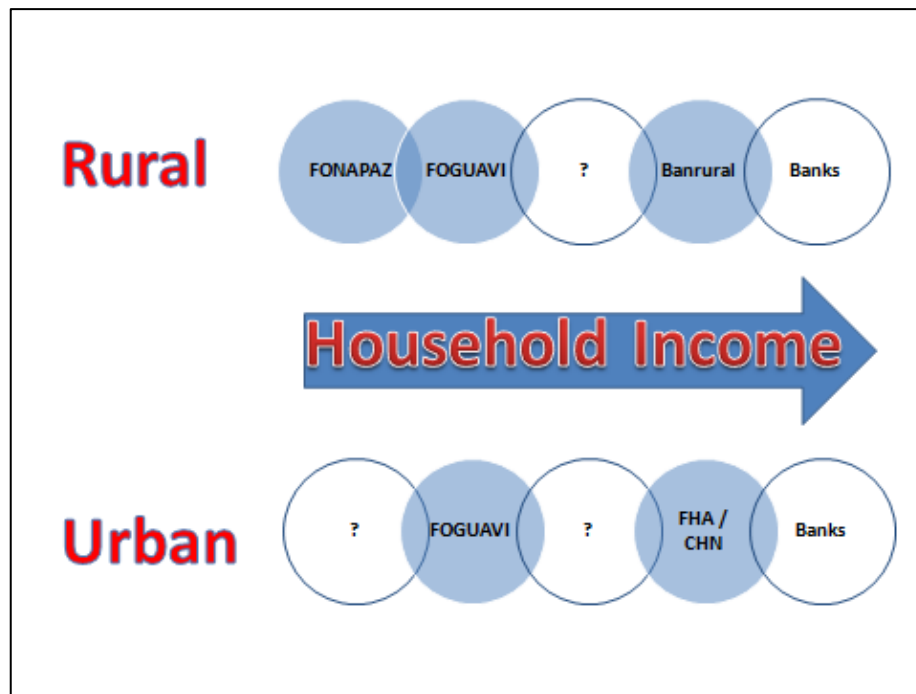 Rural
FONAPAZ
FOGUAVI
?
Banrural
Banks
Household Income
Urban
?
FOGUAVI
?
FHA /
CHN
Banks